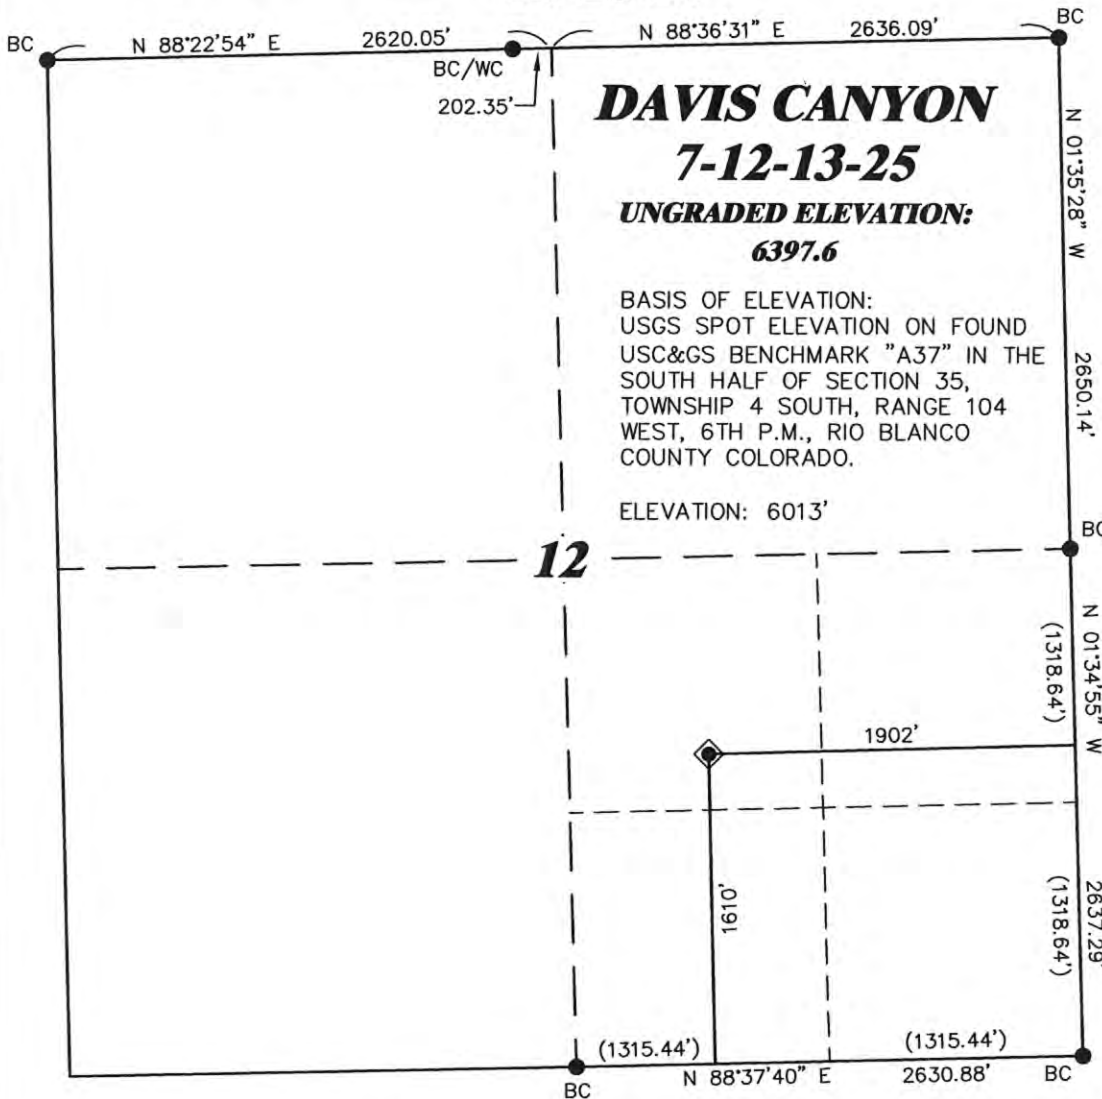 BC
N 88°22'54" E 2620.05'
BC/WC
202.35'
N 88°36'31" E 2636.09'
BC
DAVIS CANYON
7-12-13-25
UNGRADED ELEVATION:
6397.6
BASIS OF ELEVATION:
USGS SPOT ELEVATION ON FOUND
USC&GS BENCHMARK "A37" IN THE
SOUTH HALF OF SECTION 35,
TOWNSHIP 4 SOUTH, RANGE 104
WEST, 6TH P.M., RIO BLANCO
COUNTY COLORADO.
ELEVATION: 6013'
N 01°35'28" W
2650.14'
BC
12
(1318.64')
N 01°34'55" W
1902'
1610'
(1318.64')
2637.29'
(1315.44')
(1315.44')
BC
N 88°37'40" E 2630.88'
BC